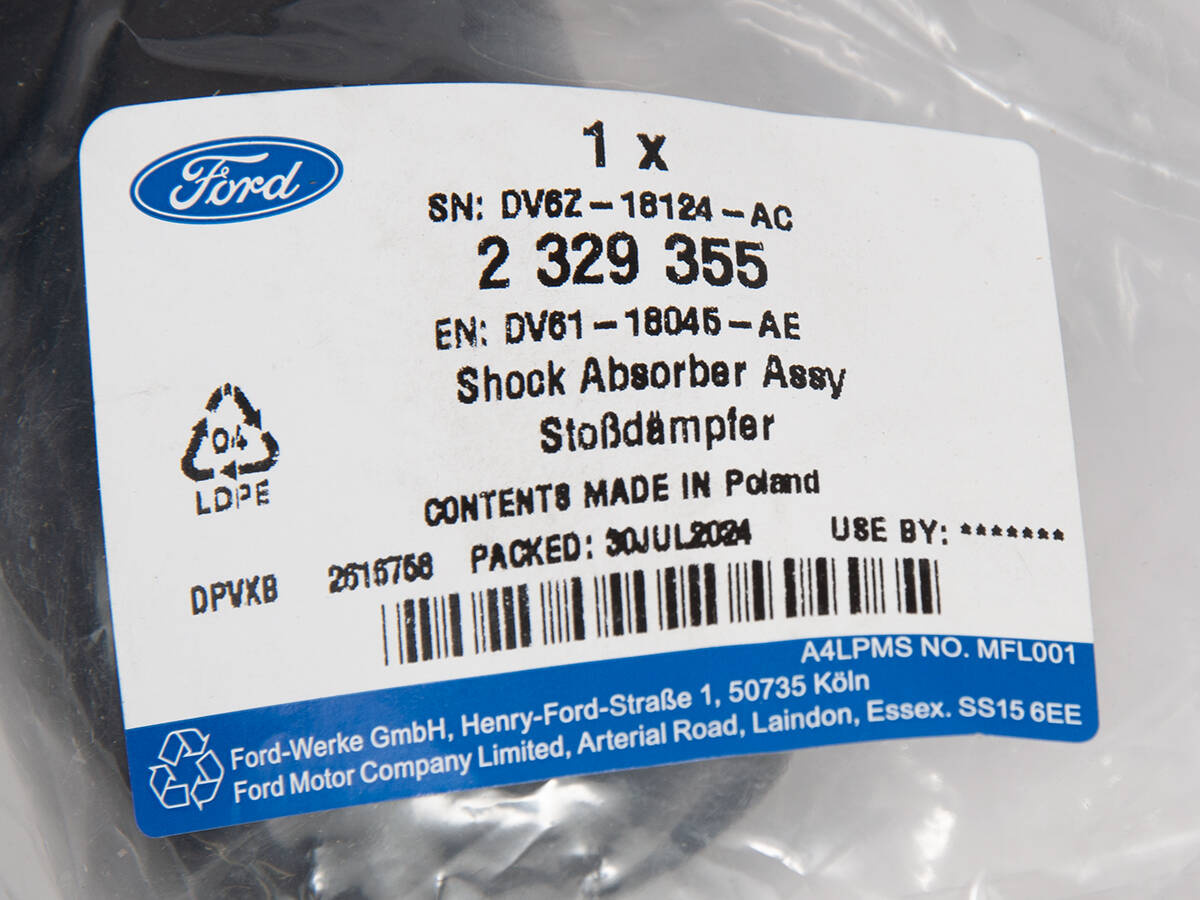 Ford
1 x
SN: DV6Z-18124-AC
2 329 355
EN: DV61-18045-AE
Shock Absorber Assy
Stoßdämpfer
04
LDPE
CONTENTS MADE IN Poland
PACKED: 30JUL2024 USE BY: *******
DPVXB 2615758
A4LPMS NO. MFL001
Ford-Werke GmbH, Henry-Ford-Straße 1, 50735 Köln
Ford Motor Company Limited, Arterial Road, Laindon, Essex. SS15 6EE